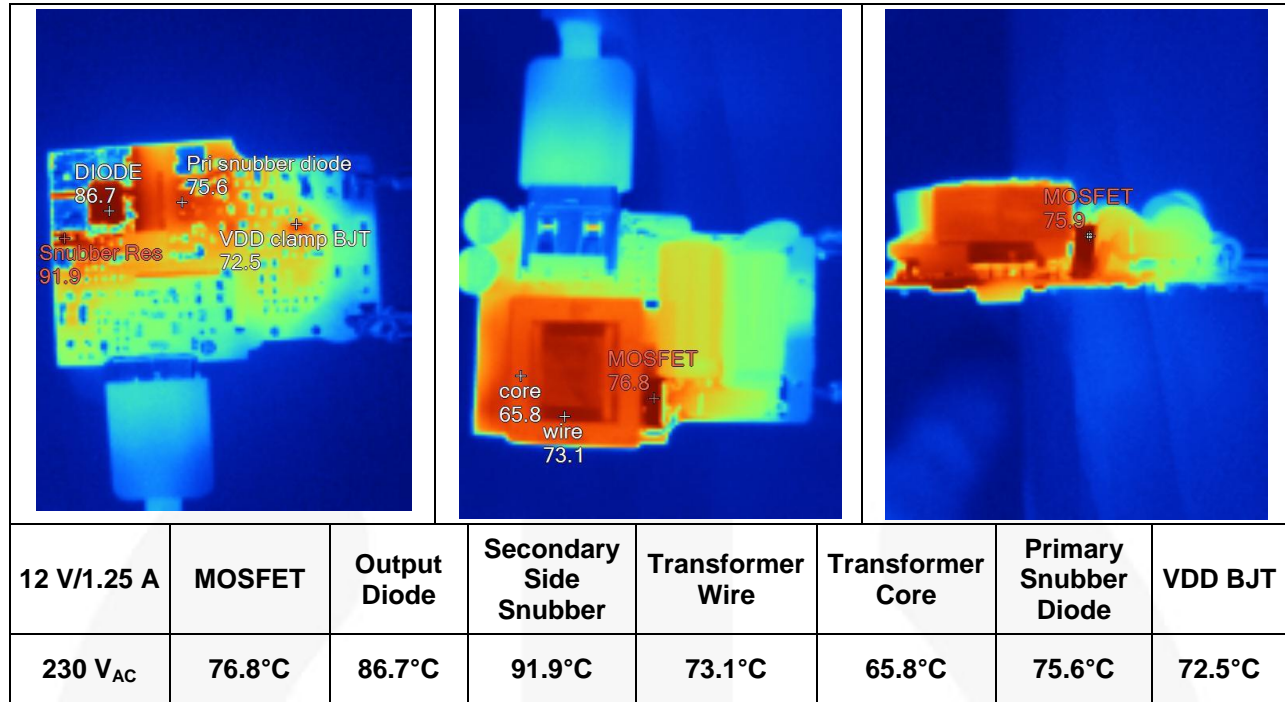 DIODE
86.7
Pri snubber diode
75.6
Snubber Res
91.9
VDD clamp BJT
72.5
MOSFET
76.8
core
65.8
wire
73.1
MOSFET
75.9
12 V/1.25 A
MOSFET
Output
Diode
Secondary
Side
Snubber
Transformer
Wire
Transformer
Core
Primary
Snubber
Diode
VDD BJT
230 VAC
76.8°C
86.7°C
91.9°C
73.1°C
65.8°C
75.6°C
72.5°C